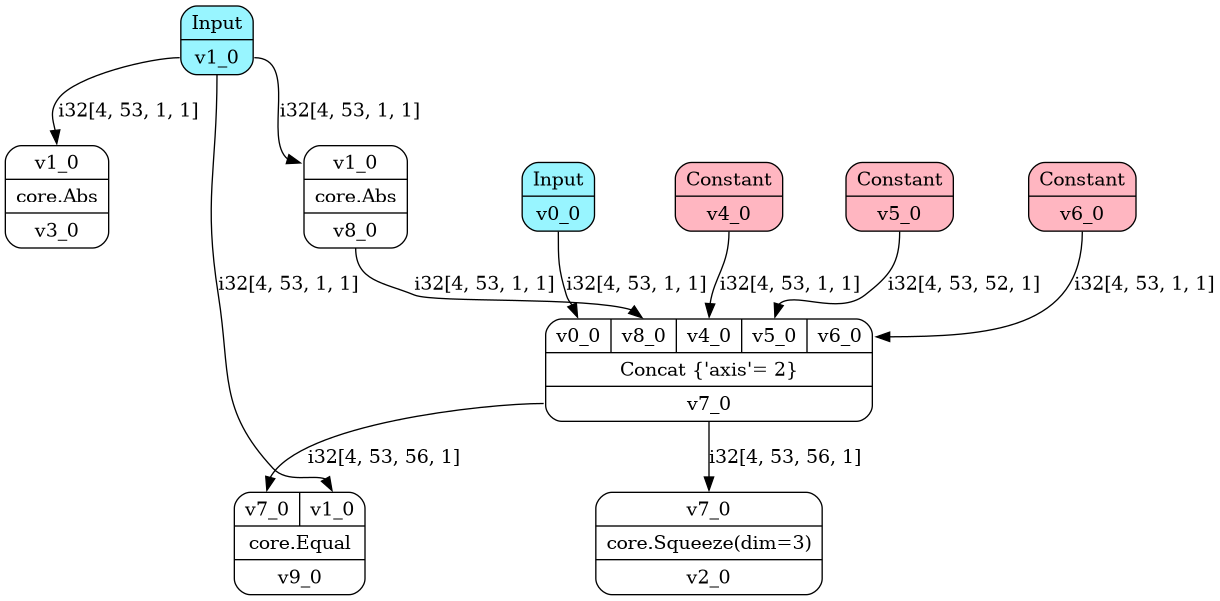 Input
v1_0
i32[4, 53, 1, 1]
i32[4, 53, 1, 1]
v1_0
core.Abs
v3_0
v1_0
core.Abs
v8_0
Input
v0_0
Constant
v4_0
Constant
v5_0
Constant
v6_0
i32[4, 53, 1, 1]
i32[4, 53, 1, 1]
i32[4, 53, 1, 1]
i32[4, 53, 1, 1]
i32[4, 53, 52, 1]
i32[4, 53, 1, 1]
v0_0 v8_0 v4_0 v5_0 v6_0
Concat {'axis'= 2}
v7_0
i32[4, 53, 56, 1]
i32[4, 53, 56, 1]
v7_0 v1_0
core.Equal
v9_0
v7_0
core.Squeeze(dim=3)
v2_0